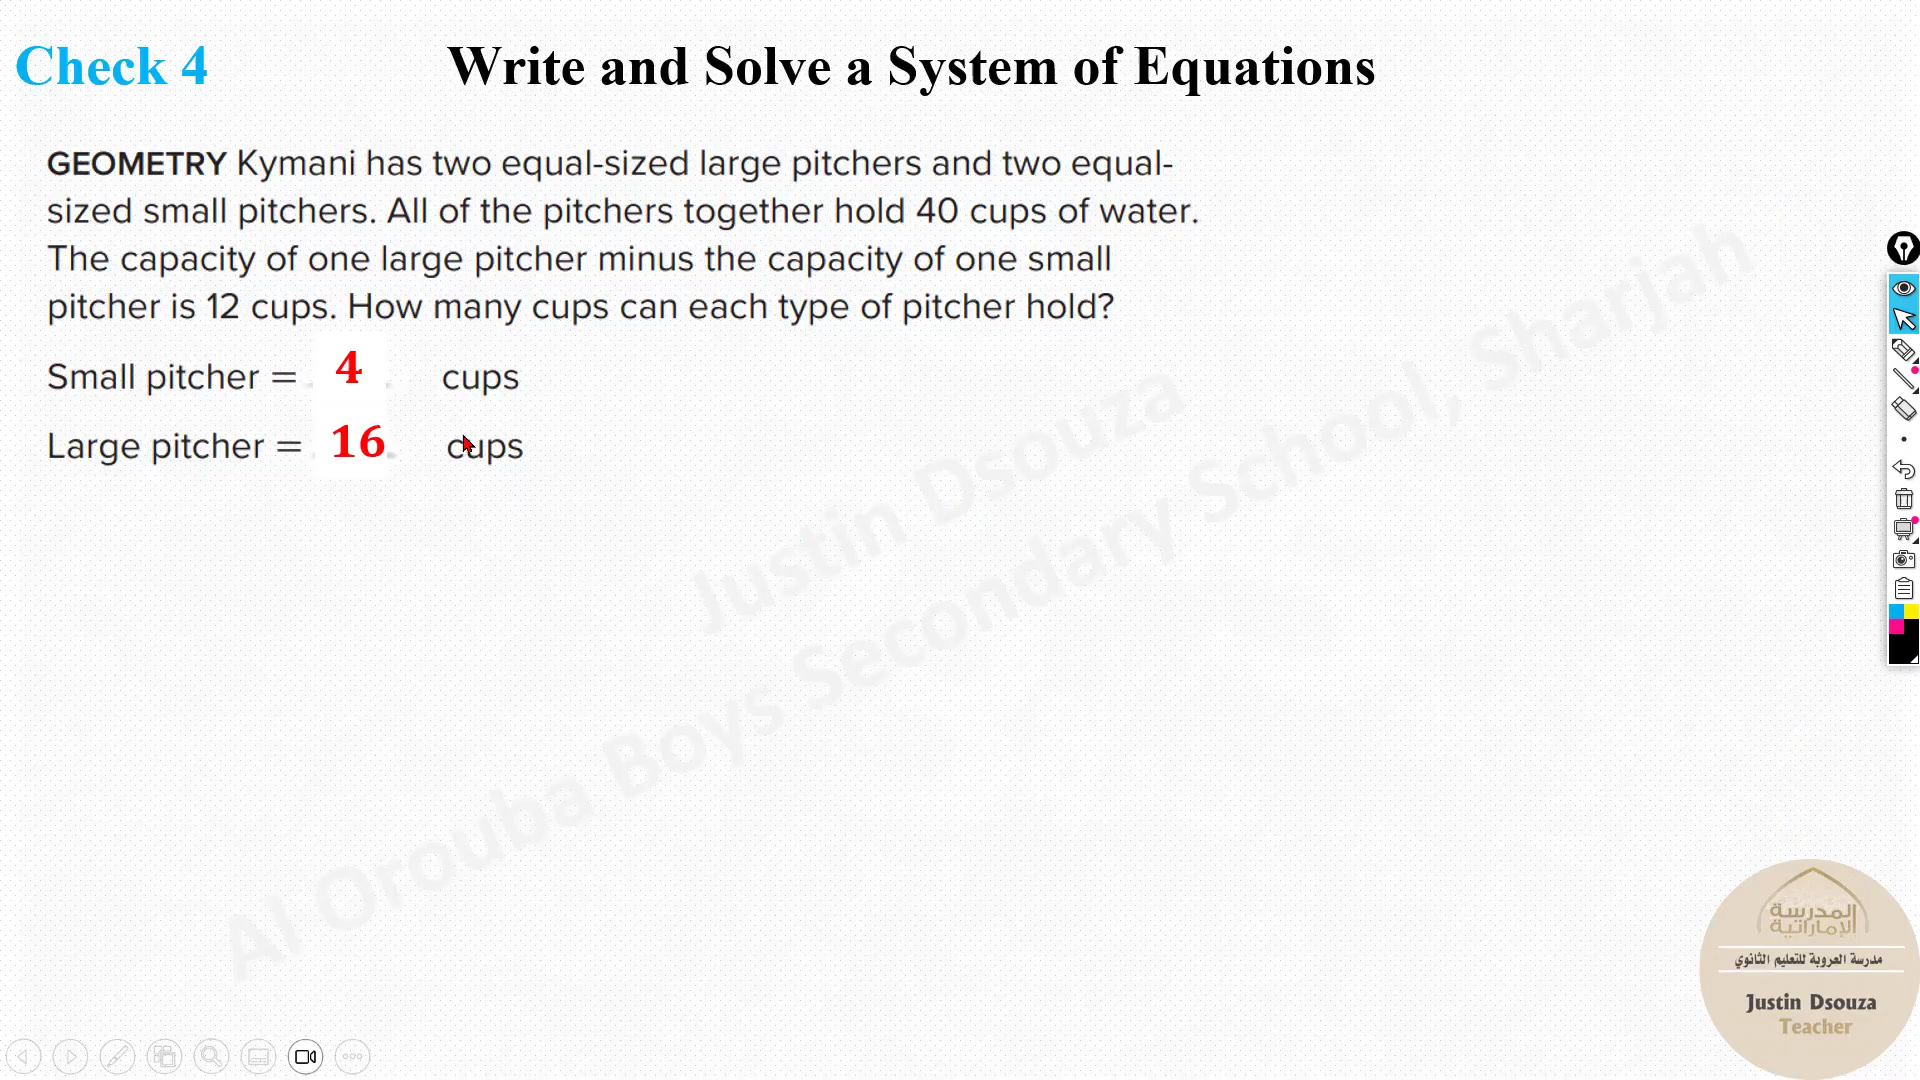 Check 4
Write and Solve a System of Equations
GEOMETRY Kymani has two equal-sized large pitchers and two equal-
sized small pitchers. All of the pitchers together hold 40 cups of water.
The capacity of one large pitcher minus the capacity of one small
pitcher is 12 cups. How many cups can each type of pitcher hold?
Small pitcher = 4 cups
Large pitcher = 16 cups
Justin Dsouza
Al Orouba Boys Secondary School, Sharjah
المدرسة
الإماراتية
مدرسة العروبة للتعليم الثانوي
Justin Dsouza
Teacher